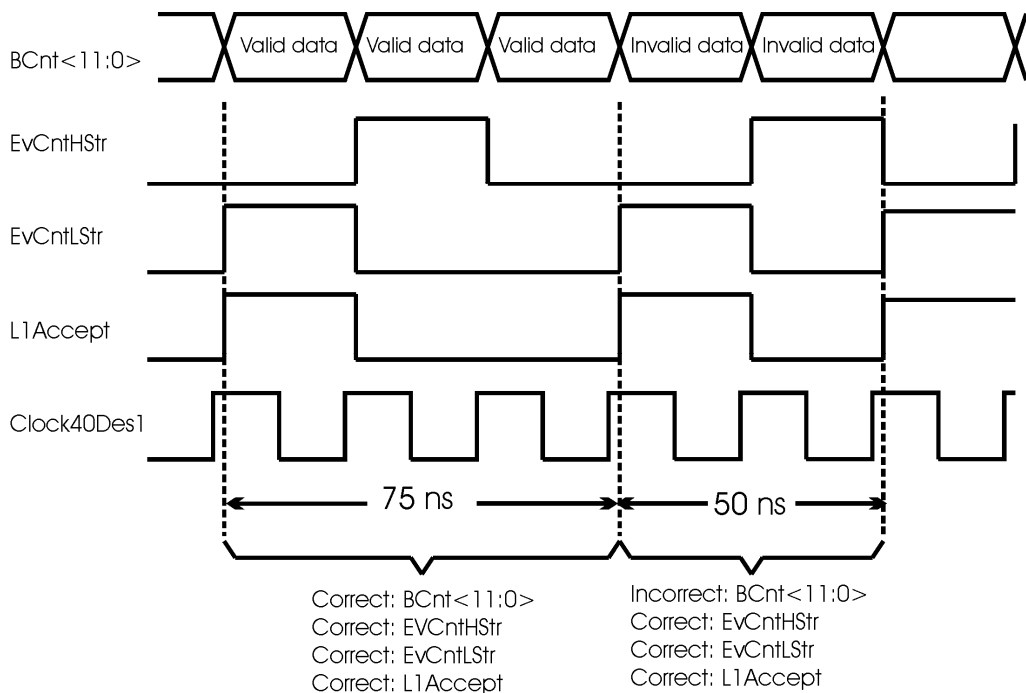 BCnt<11:0>
Valid data
Valid data
Valid data
Invalid data
Invalid data
EvCntHStr
EvCntLStr
L1Accept
Clock40Des1
75 ns
50 ns
Correct: BCnt<11:0>
Correct: EVCntHStr
Correct: EvCntLStr
Correct: L1Accept
Incorrect: BCnt<11:0>
Correct: EvCntHStr
Correct: EvCntLStr
Correct: L1Accept